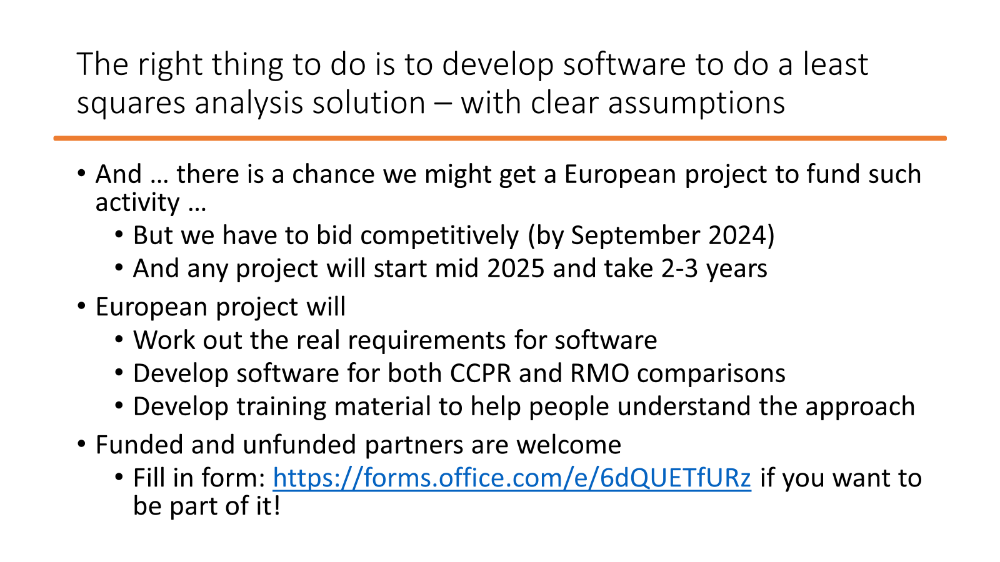 The right thing to do is to develop software to do a least
squares analysis solution – with clear assumptions
• And … there is a chance we might get a European project to fund such
activity …
• But we have to bid competitively (by September 2024)
• And any project will start mid 2025 and take 2-3 years
• European project will
• Work out the real requirements for software
• Develop software for both CCPR and RMO comparisons
• Develop training material to help people understand the approach
• Funded and unfunded partners are welcome
• Fill in form: https://forms.office.com/e/6dQUETfURz if you want to
be part of it!